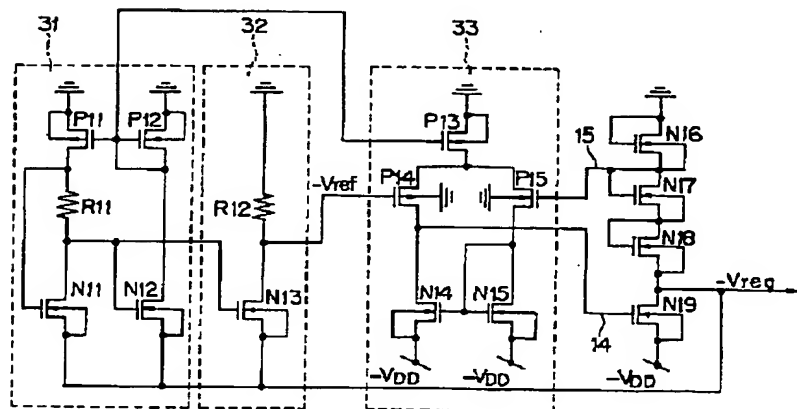 31
32
33
P11
P12
P13
N16
15
-Vref
P14
P15
N17
R11
R12
N18
N11
N12
N13
N14
N15
-Vreg
N19
14
-VDD
-VDD
-VDD